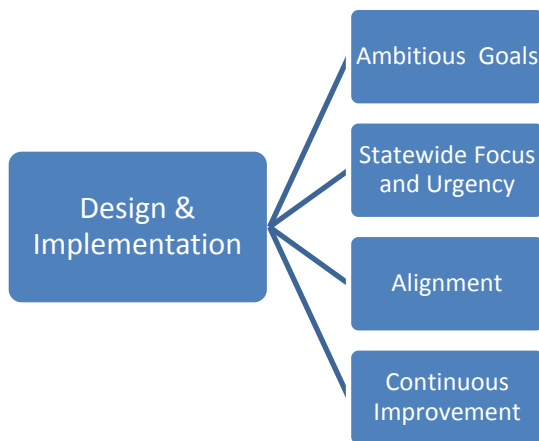 Ambitious Goals
Statewide Focus
and Urgency
Design &
Implementation
Alignment
Continuous
Improvement